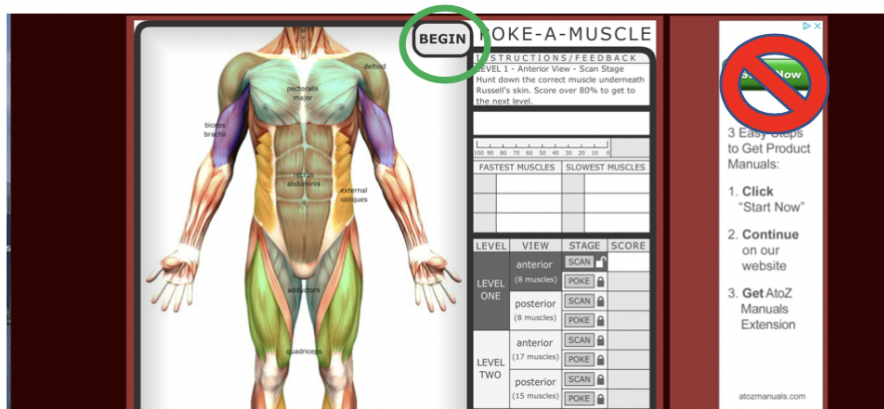 BEGIN
POKE-A-MUSCLE
INSTRUCTIONS/FEEDBACK
LEVEL 1 - Anterior View - Scan Stage
Hunt down the correct muscle underneath
Russell's skin. Score over 80% to get to
the next level.
100 90 80 70 60 50 40 30 20 10 0
FASTEST MUSCLES SLOWEST MUSCLES
LEVEL VIEW STAGE SCORE
LEVEL
ONE
anterior
(8 muscles)
SCAN
POKE
posterior
(8 muscles)
SCAN
POKE
LEVEL
TWO
anterior
(17 muscles)
SCAN
POKE
posterior
(15 muscles)
SCAN
POKE
deltoid
pectoralis
major
biceps
brachii
rectus
abdominis
external
obliques
adductors
quadriceps
Now
3 Easy Steps
to Get Product
Manuals:
1. Click
"Start Now"
2. Continue
on our
website
3. Get AtoZ
Manuals
Extension
atozmanuals.com